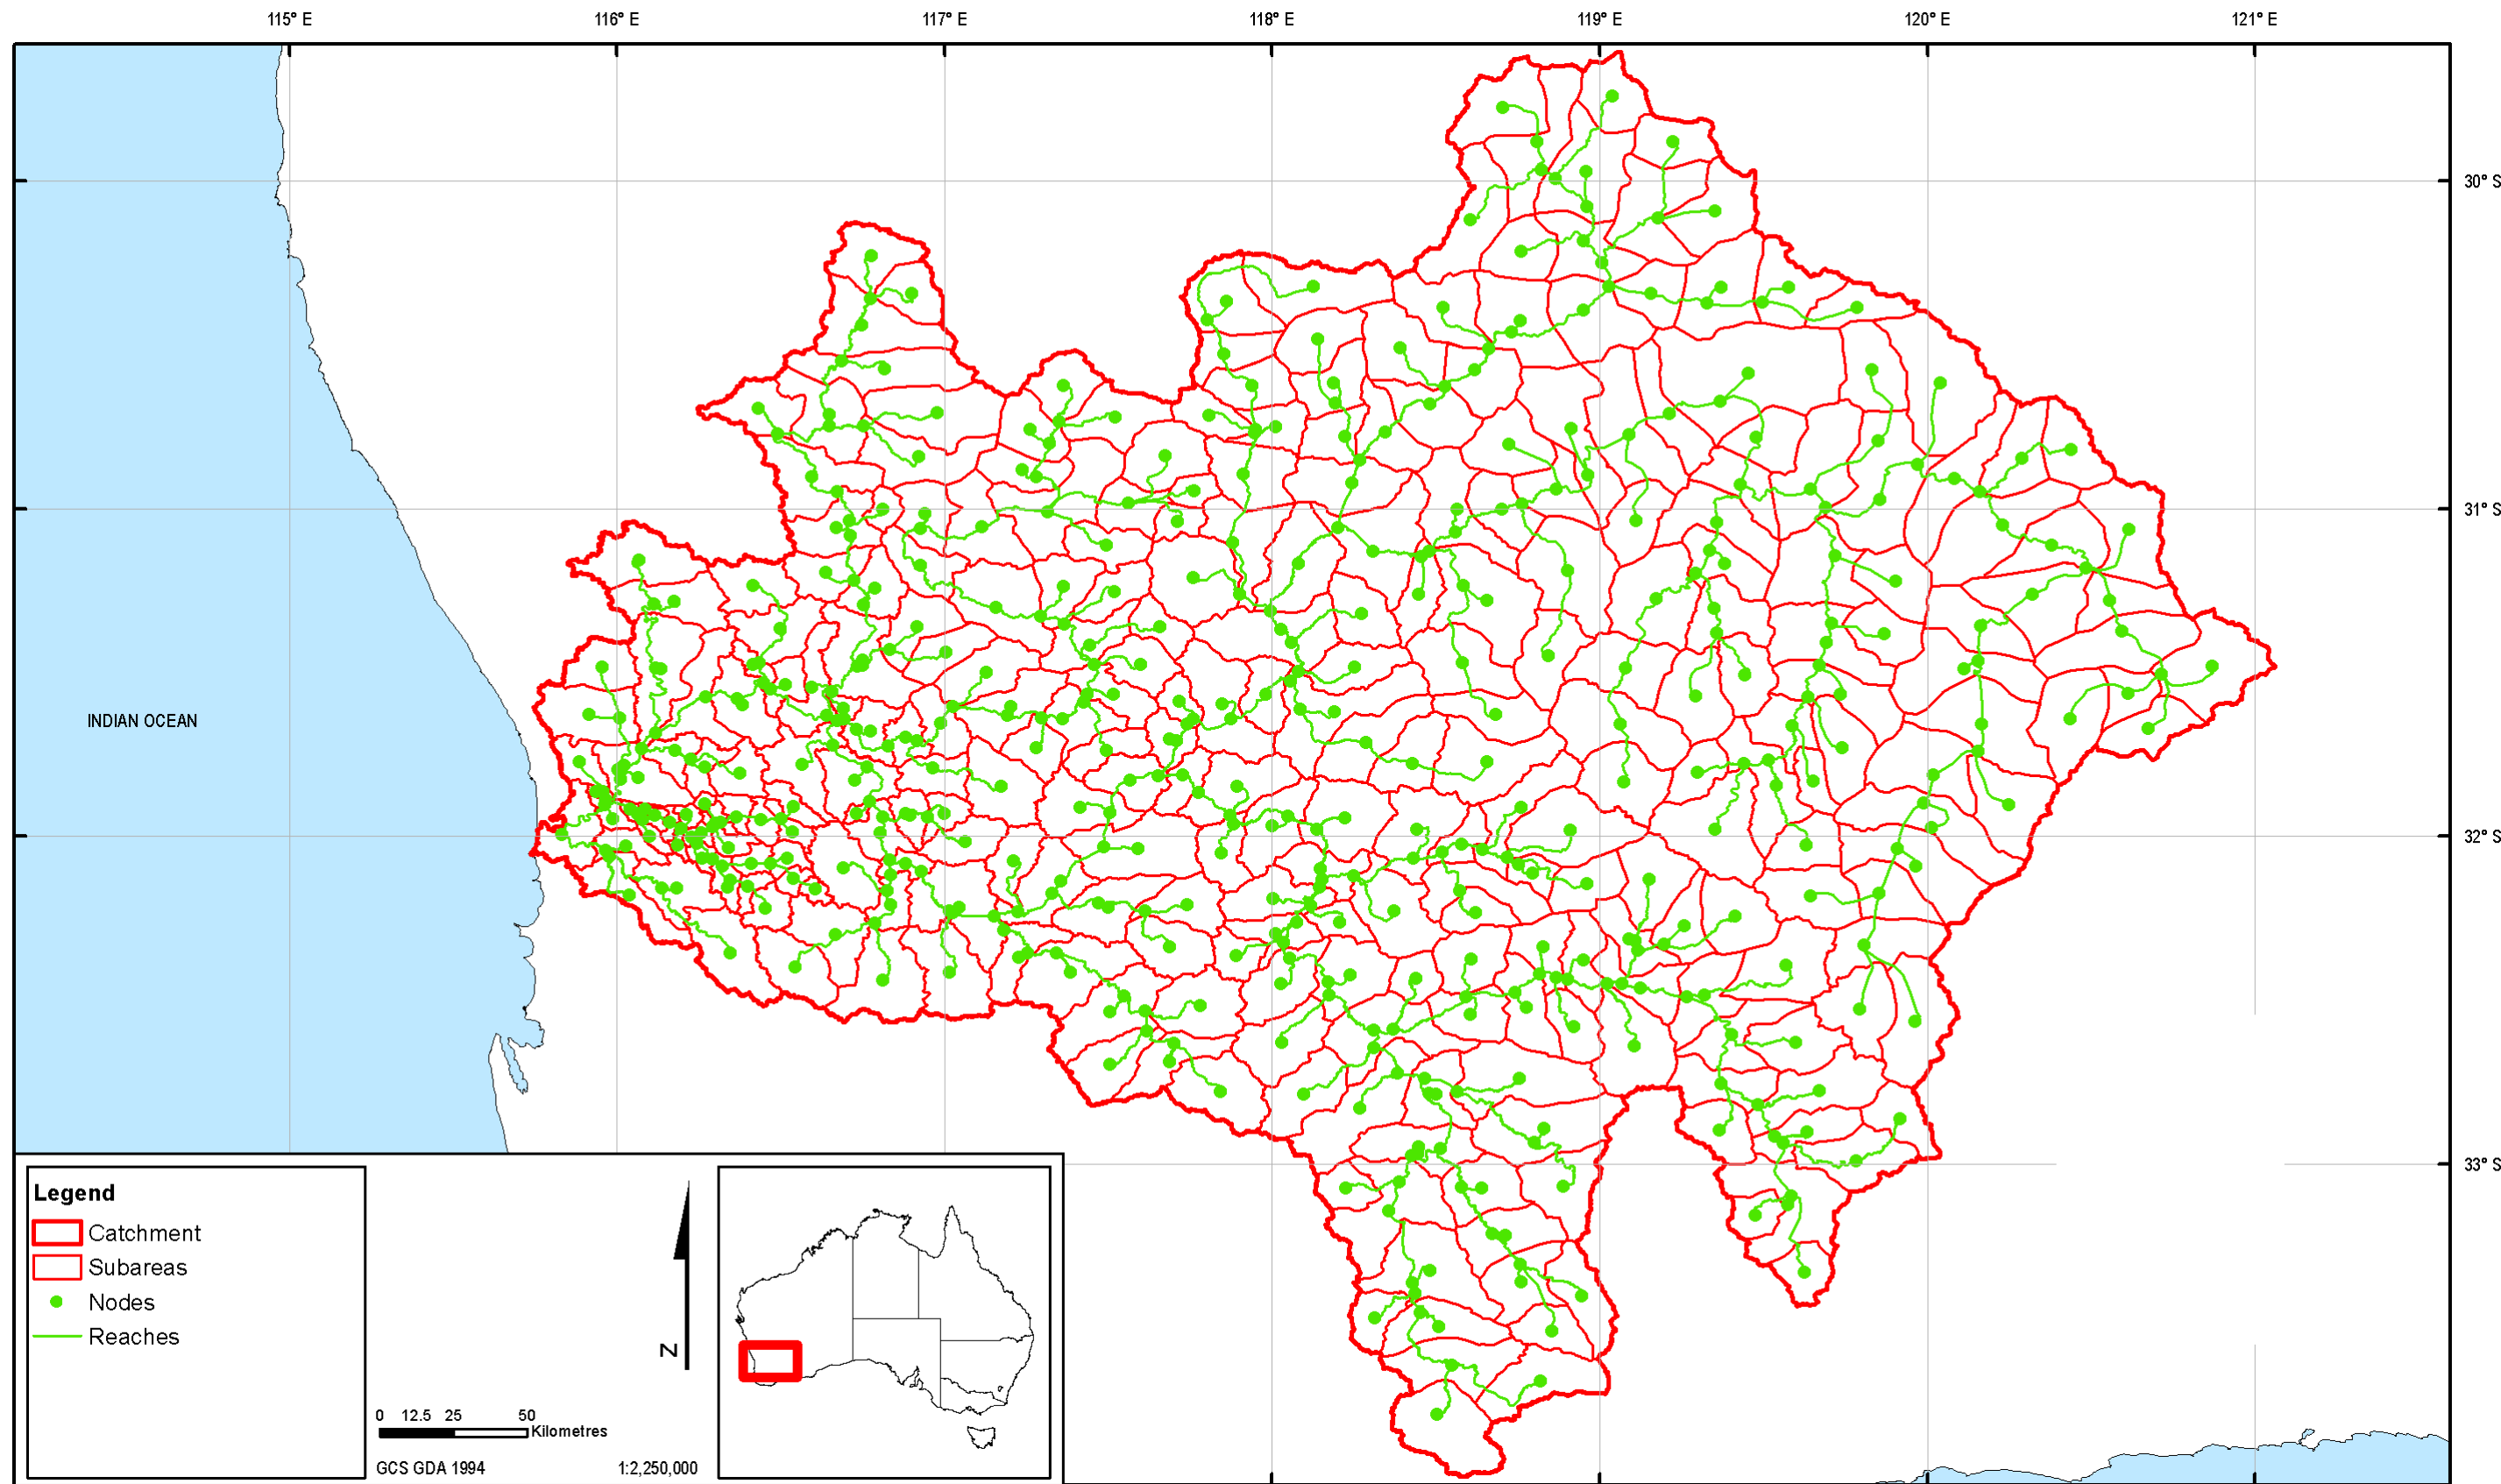 115° E
116° E
117° E
118° E
119° E
120° E
121° E
30° S
31° S
INDIAN OCEAN
32° S
33° S
Legend
Catchment
Subareas
Nodes
Reaches
N
0 12.5 25 50
Kilometres
GCS GDA 1994
1:2,250,000